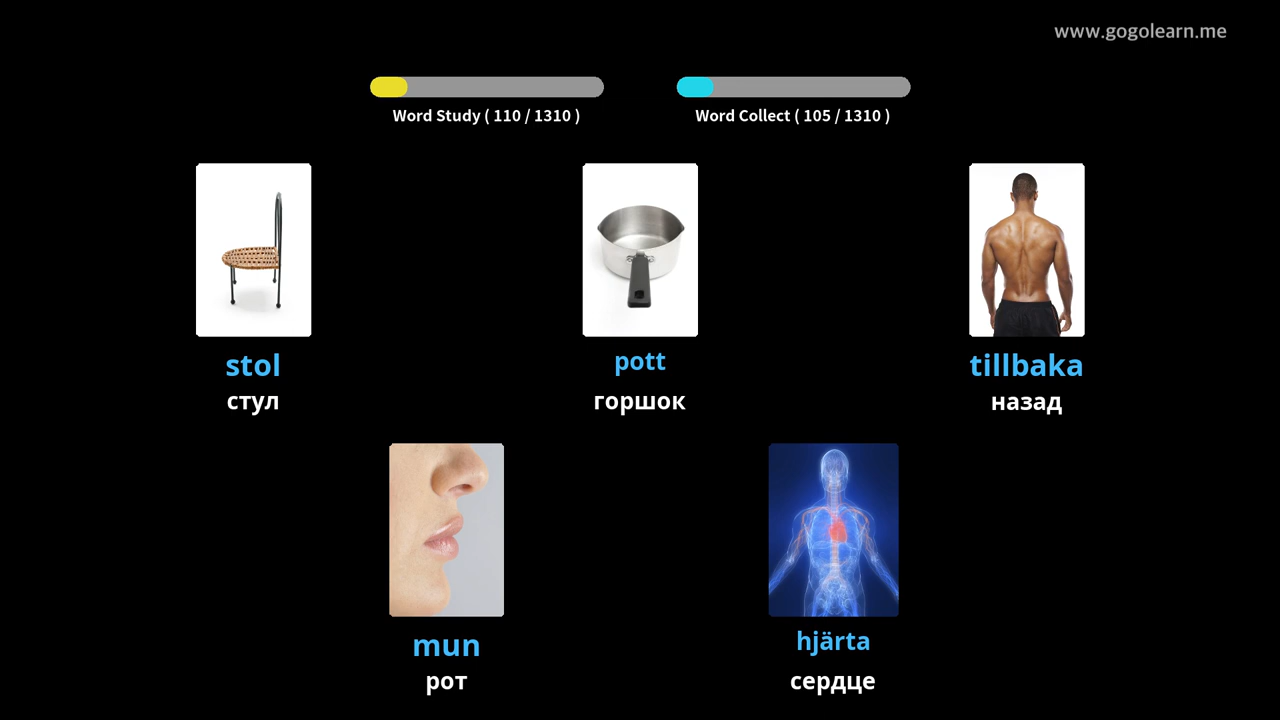 www.gogolearn.me
Word Study ( 110 / 1310 )
Word Collect ( 105 / 1310 )
stol
стул
pott
горшок
tillbaka
назад
mun
рот
hjärta
сердце